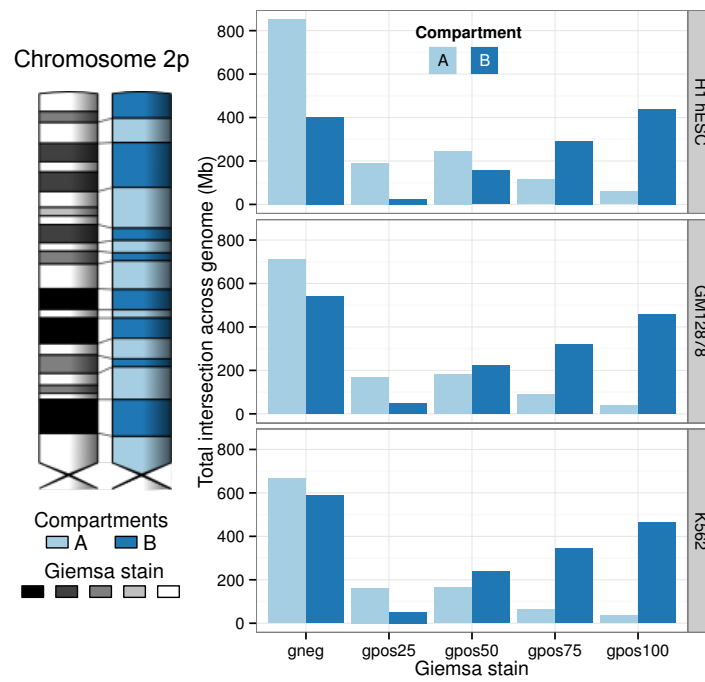 Chromosome 2p
Compartments
A B
Giemsa stain
Total intersection across genome (Mb)
Compartment
A B
800
600
400
200
0
H1 hESC
800
600
400
200
0
GM12878
800
600
400
200
0
K562
gneg gpos25 gpos50 gpos75 gpos100
Giemsa stain